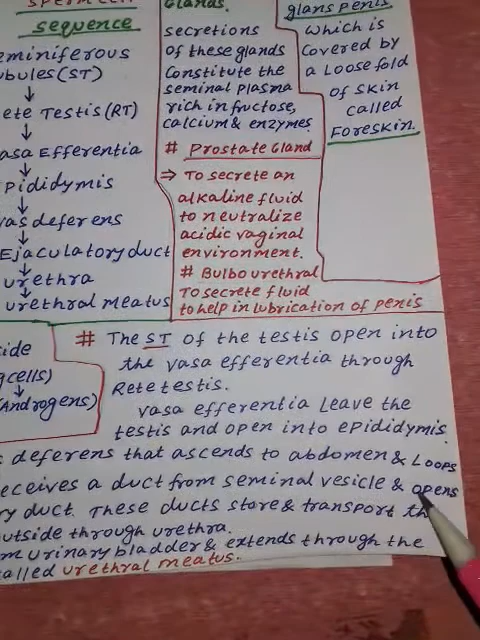 sequence
eminiferous
ubules (ST)
↓
ete Testis (RT)
↓
asa Efferentia
↓
pididymis
↓
vas deferens
↓
Ejaculatory duct
↓
urethra
↓
urethral meatus
Glands.
secretions
of these glands
constitute the
seminal plasma
rich in fructose,
calcium & enzymes
# Prostate Gland
⇒ To secrete an
alkaline fluid
to neutralize
acidic vaginal
environment.
# Bulbourethral
To secrete fluid
to help in lubrication of penis
glans penis
which is
covered by
a Loose fold
of skin
called
Foreskin.
side
cells)
↓
(Androgens)
# The ST of the testis open into
the vasa efferentia through
Rete testis.
vasa efferentia Leave the
testis and open into epididymis
deferens that ascends to abdomen & Loops
eceives a duct from seminal vesicle & opens
ry duct. These ducts store & transport th
utside through urethra.
m urinary bladder & extends through the
alled urethral meatus.